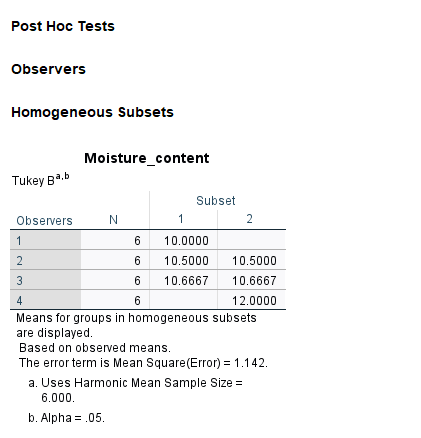 Post Hoc Tests
Observers
Homogeneous Subsets
Moisture_content
Tukey Ba,b
Subset
Observers N 1 2
1 6 10.0000
2 6 10.5000 10.5000
3 6 10.6667 10.6667
4 6 12.0000
Means for groups in homogeneous subsets
are displayed.
Based on observed means.
The error term is Mean Square(Error) = 1.142.
a. Uses Harmonic Mean Sample Size =
6.000.
b. Alpha = .05.